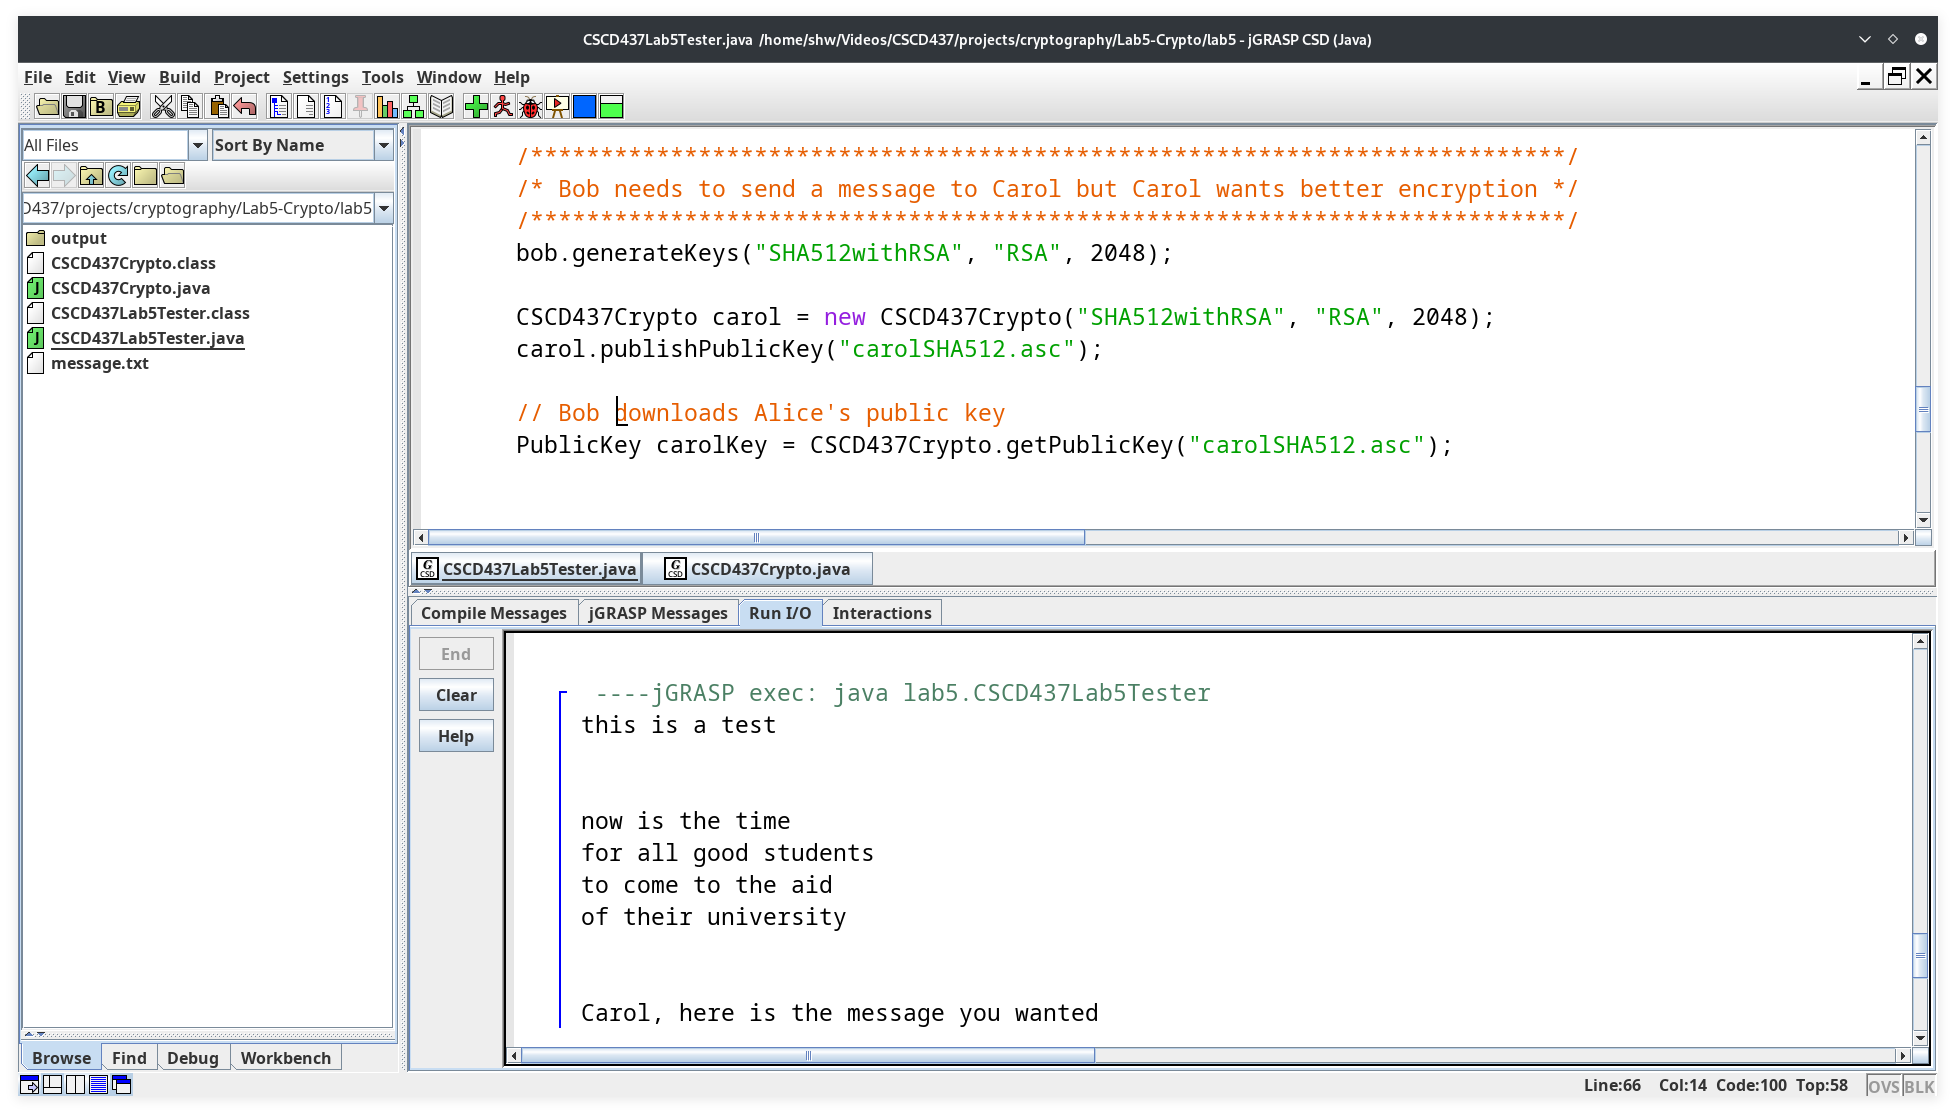 CSCD437Lab5Tester.java /home/shw/Videos/CSCD437/projects/cryptography/Lab5-Crypto/lab5 - jGRASP CSD (Java)
File Edit View Build Project Settings Tools Window Help
All Files Sort By Name
D437/projects/cryptography/Lab5-Crypto/lab5
output
CSCD437Crypto.class
CSCD437Crypto.java
CSCD437Lab5Tester.class
CSCD437Lab5Tester.java
message.txt
Browse Find Debug Workbench
/**************************************************************************/
/* Bob needs to send a message to Carol but Carol wants better encryption */
/**************************************************************************/
bob.generateKeys("SHA512withRSA", "RSA", 2048);
CSCD437Crypto carol = new CSCD437Crypto("SHA512withRSA", "RSA", 2048);
carol.publishPublicKey("carolSHA512.asc");
// Bob downloads Alice's public key
PublicKey carolKey = CSCD437Crypto.getPublicKey("carolSHA512.asc");
CSCD437Lab5Tester.java CSCD437Crypto.java
Compile Messages jGRASP Messages Run I/O Interactions
End
Clear
Help
----jGRASP exec: java lab5.CSCD437Lab5Tester
this is a test
now is the time
for all good students
to come to the aid
of their university
Carol, here is the message you wanted
Line:66 Col:14 Code:100 Top:58 OVS BLK